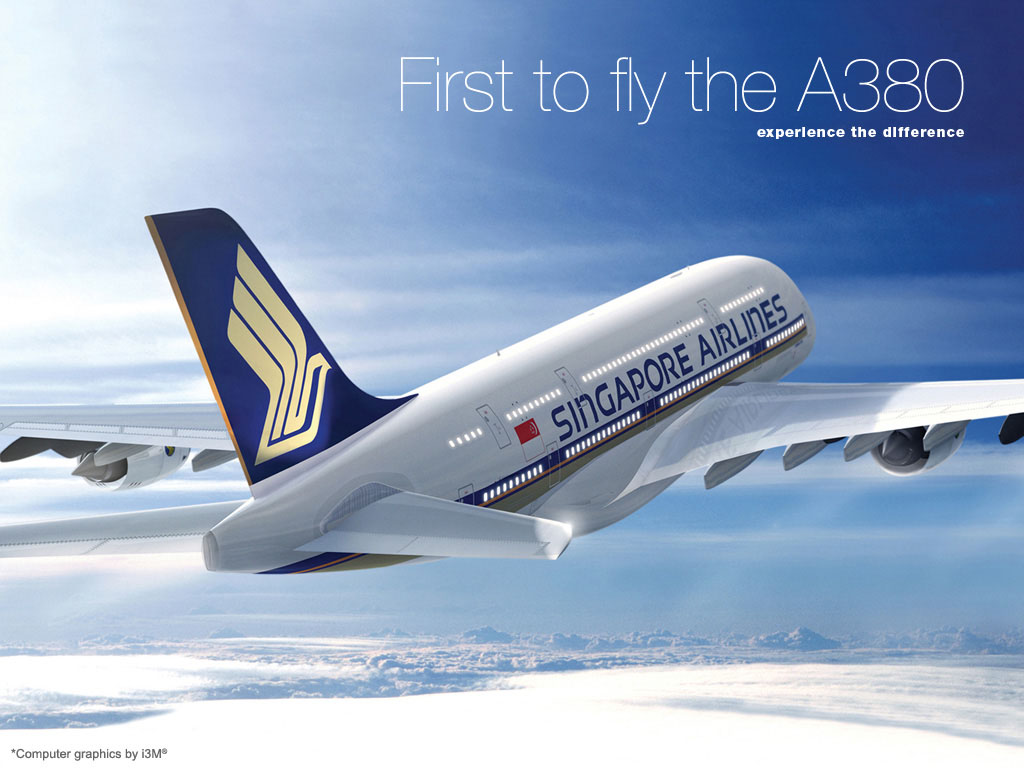 First to fly the A380
experience the difference
SINGAPORE AIRLINES
*Computer graphics by i3M®